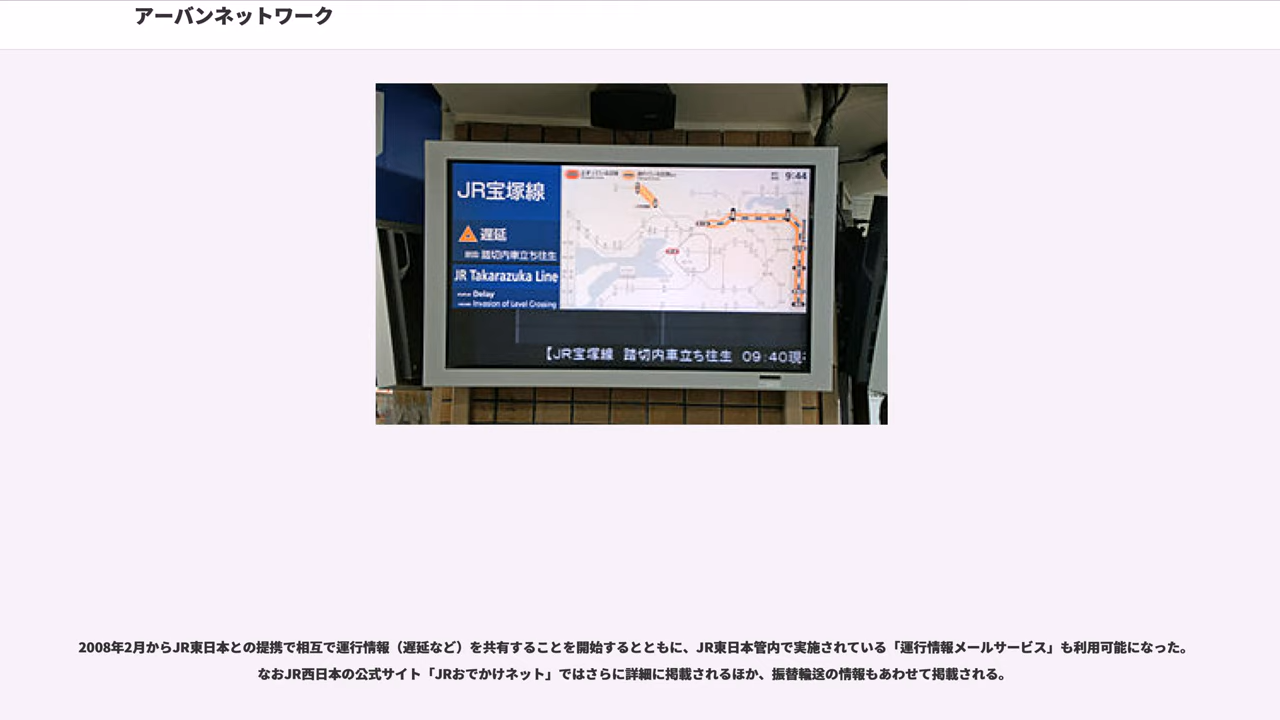 アーバンネットワーク
JR宝塚線
遅延
踏切内車立ち往生
JR Takarazuka Line
Delay
Invasion of Level Crossing
9:44
【JR宝塚線 踏切内車立ち往生 09:40現
2008年2月からJR東日本との提携で相互で運行情報（遅延など）を共有することを開始するとともに、JR東日本管内で実施されている「運行情報メールサービス」も利用可能になった。
なおJR西日本の公式サイト「JRおでかけネット」ではさらに詳細に掲載されるほか、振替輸送の情報もあわせて掲載される。